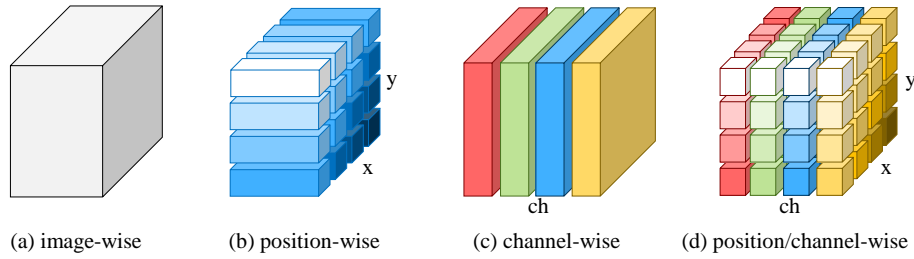 y
x
ch
y
x
ch
(a) image-wise
(b) position-wise
(c) channel-wise
(d) position/channel-wise